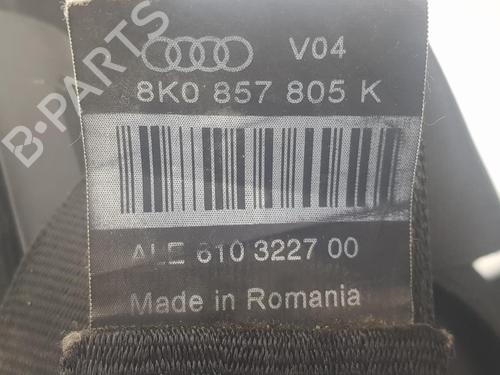 V04
8K0 857 805 K
ALE 610 3227 00
Made in Romania
B-PARTS